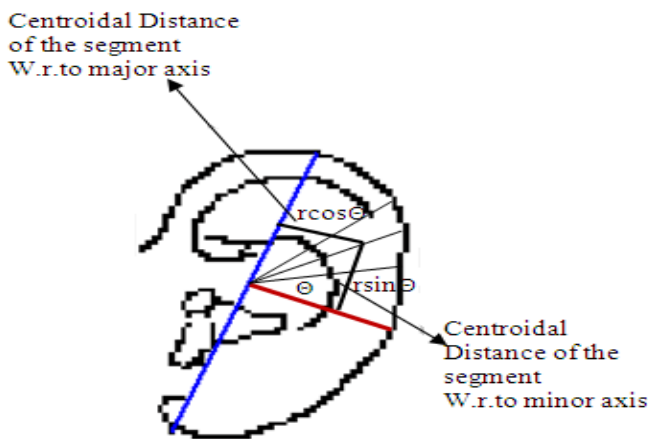 Centroidal Distance
of the segment
W.r.to major axis
rcosΘ
Θ
rsinΘ
Centroidal
Distance of the
segment
W.r.to minor axis